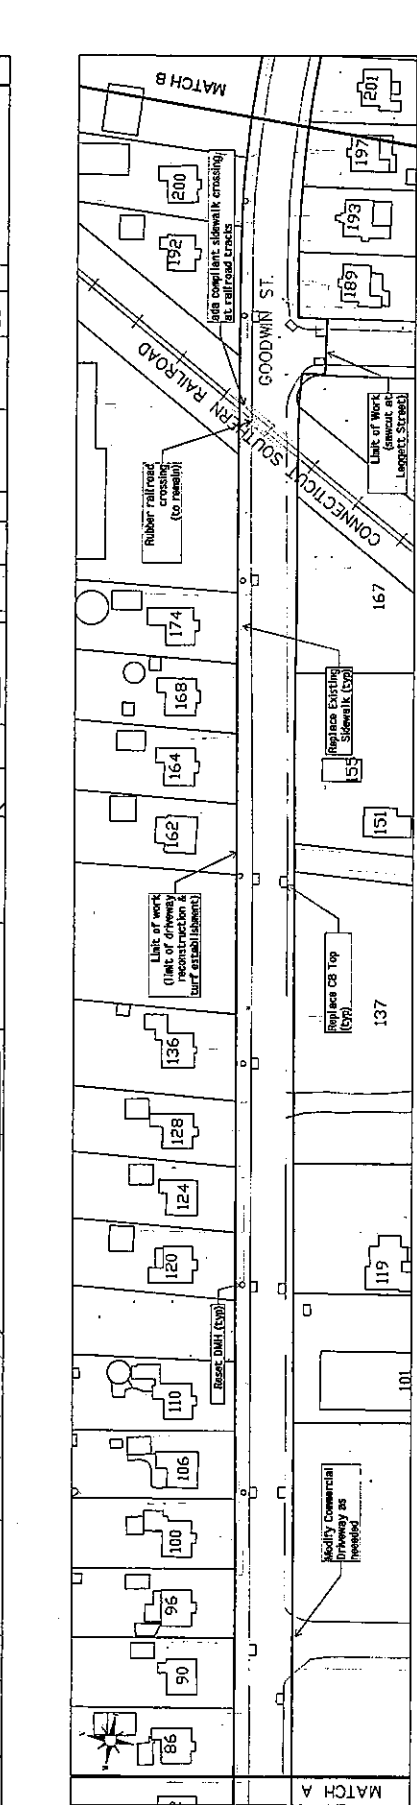 MATCH B
201
197
200
ada compliant sidewalk crossing
at railroad tracks
193
192
189
GOODWIN ST.
CONNECTICUT SOUTHERN RAILROAD
Limit of Work
(sawcut at
Leggett Street)
Rubber railroad
crossing
(to remain)
167
174
168
Replace Existing
Sidewalk (typ)
164
155
162
151
Limit of work
(limit of driveway
reconstruction &
turf establishment)
Replace CB Top
(typ)
137
136
128
124
120
119
Reset DMH (typ)
110
101
106
100
Modify Commercial
Driveway as
needed
96
90
86
MATCH A